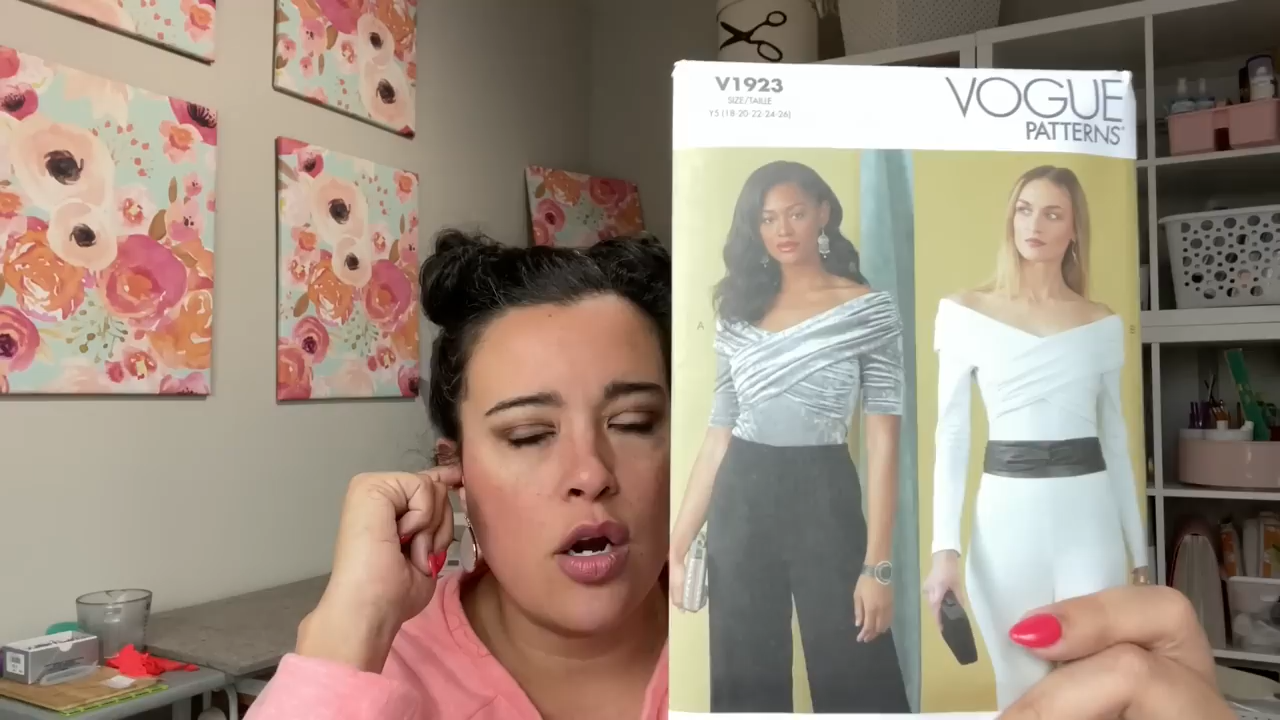 V1923
SIZE/TAILLE
Y5 (18-20-22-24-26)
VOGUE
PATTERNS
A
B